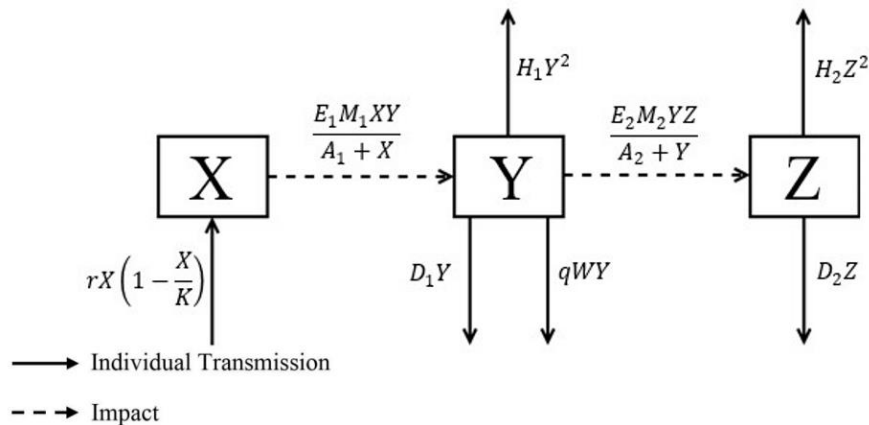 H₁Y²
H₂Z²
E₁M₁XY / (A₁ + X)
E₂M₂YZ / (A₂ + Y)
X
Y
Z
rX(1 − X/K)
D₁Y
qWY
D₂Z
Individual Transmission
Impact